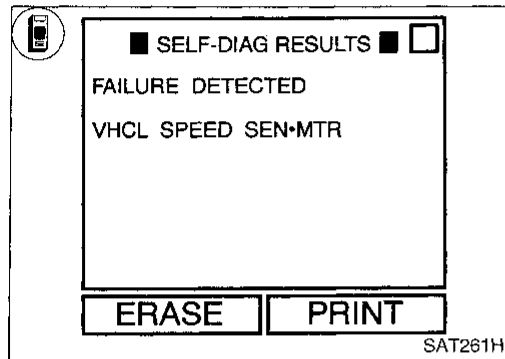 ■ SELF-DIAG RESULTS ■ □
FAILURE DETECTED
VHCL SPEED SEN•MTR
ERASE PRINT
SAT261H